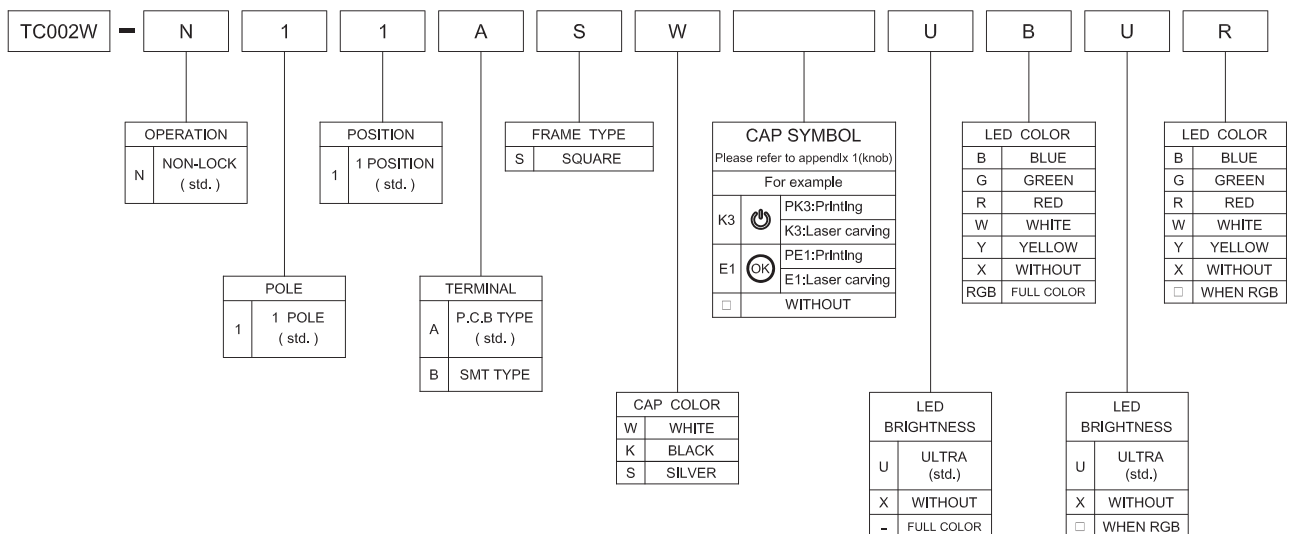 TC002W - N 1 1 A S W U B U R
OPERATION
N NON-LOCK
( std. )
POSITION
1 1 POSITION
( std. )
FRAME TYPE
S SQUARE
CAP SYMBOL
Please refer to appendix 1(knob)
For example
K3 PK3:Printing
K3:Laser carving
E1 OK PE1:Printing
E1:Laser carving
□ WITHOUT
LED COLOR
B BLUE
G GREEN
R RED
W WHITE
Y YELLOW
X WITHOUT
RGB FULL COLOR
LED COLOR
B BLUE
G GREEN
R RED
W WHITE
Y YELLOW
X WITHOUT
□ WHEN RGB
POLE
1 1 POLE
( std. )
TERMINAL
A P.C.B TYPE
( std. )
B SMT TYPE
CAP COLOR
W WHITE
K BLACK
S SILVER
LED
BRIGHTNESS
U ULTRA
(std.)
X WITHOUT
- FULL COLOR
LED
BRIGHTNESS
U ULTRA
(std.)
X WITHOUT
□ WHEN RGB